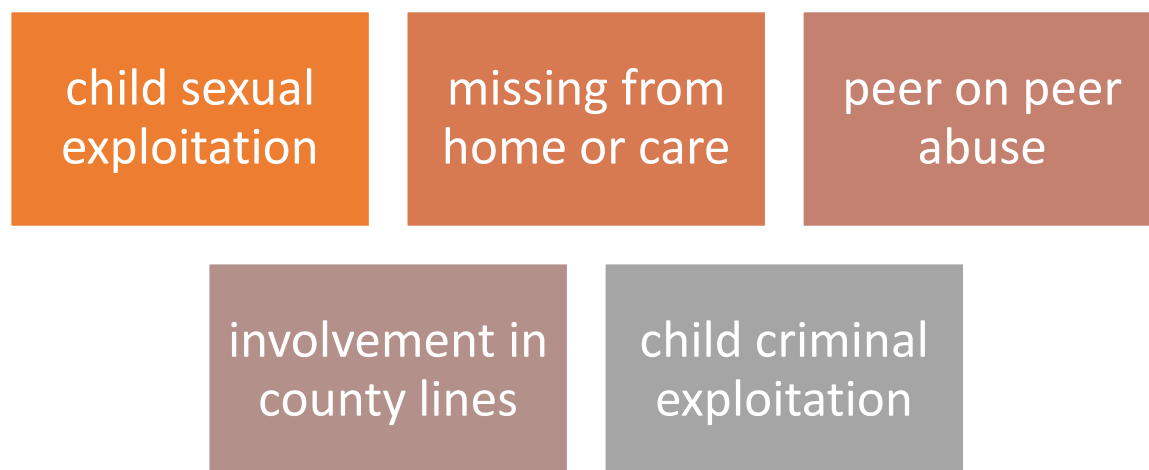 child sexual
exploitation
missing from
home or care
peer on peer
abuse
involvement in
county lines
child criminal
exploitation